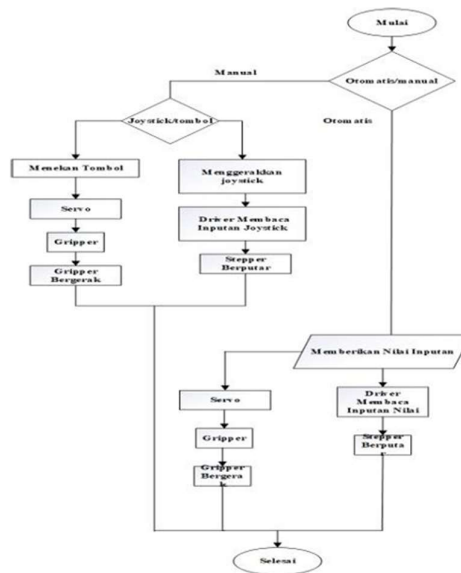 Mulai
Manual
Otomatis/manual
Otomatis
Joystick/tombol
Menekan Tombol
Menggerakkan
joystick
Servo
Driver Membaca
Inputan Joystick
Gripper
Stepper
Berputar
Gripper
Bergerak
Memberikan Nilai Inputan
Servo
Driver
Membaca
Inputan Nilai
Gripper
Stepper
Berputa
r
Gripper
Bergera
k
Selesai